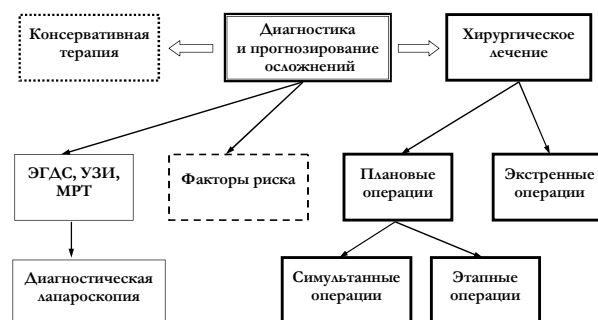 Консервативная
терапия
Диагностика
и прогнозирование
осложнений
Хирургическое
лечение
ЭГДС, УЗИ,
МРТ
Факторы риска
Плановые
операции
Экстренные
операции
Диагностическая
лапароскопия
Симультанные
операции
Этапные
операции